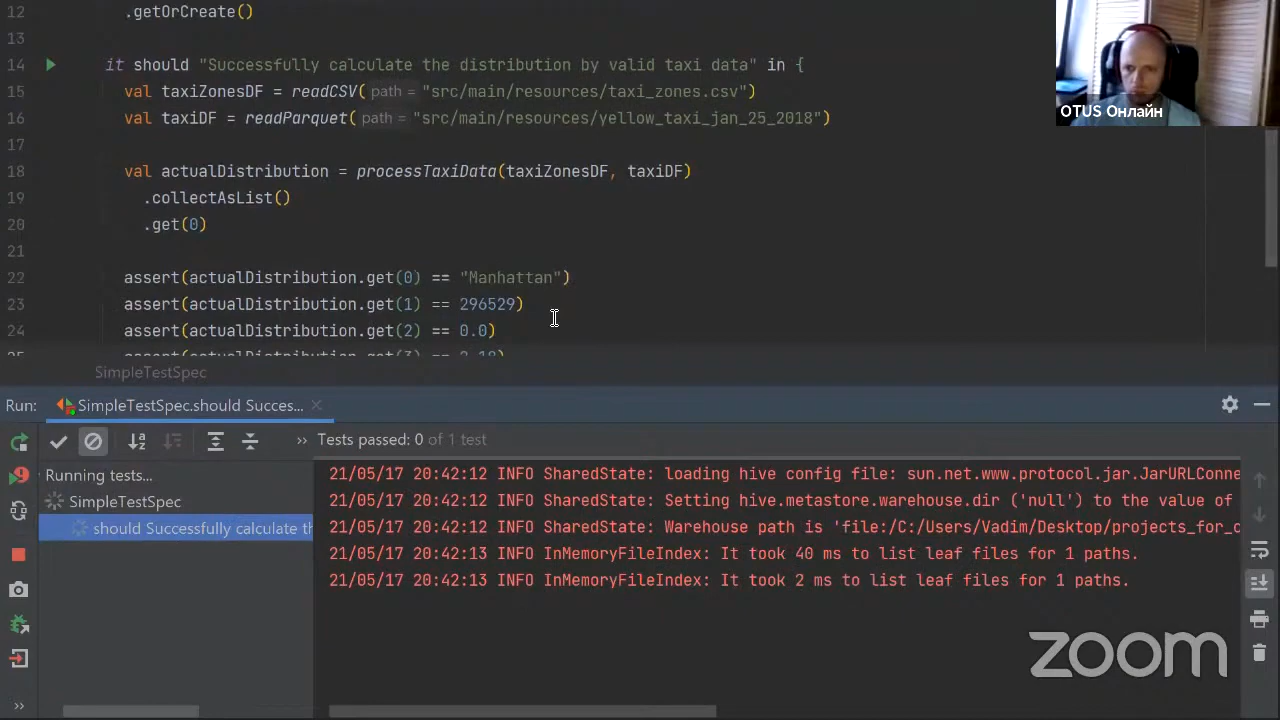 12 .getOrCreate()
13
14 it should "Successfully calculate the distribution by valid taxi data" in {
15 val taxiZonesDF = readCSV( path = "src/main/resources/taxi_zones.csv")
16 val taxiDF = readParquet( path = "src/main/resources/yellow_taxi_jan_25_2018")
17
18 val actualDistribution = processTaxiData(taxiZonesDF, taxiDF)
19 .collectAsList()
20 .get(0)
21
22 assert(actualDistribution.get(0) == "Manhattan")
23 assert(actualDistribution.get(1) == 296529)
24 assert(actualDistribution.get(2) == 0.0)
25 assert(actualDistribution.get(3) == 2.18)
OTUS Онлайн
SimpleTestSpec
Run: SimpleTestSpec.should Succes...
Tests passed: 0 of 1 test
Running tests...
SimpleTestSpec
should Successfully calculate th
21/05/17 20:42:12 INFO SharedState: loading hive config file: sun.net.www.protocol.jar.JarURLConne
21/05/17 20:42:12 INFO SharedState: Setting hive.metastore.warehouse.dir ('null') to the value of
21/05/17 20:42:12 INFO SharedState: Warehouse path is 'file:/C:/Users/Vadim/Desktop/projects_for_o
21/05/17 20:42:13 INFO InMemoryFileIndex: It took 40 ms to list leaf files for 1 paths.
21/05/17 20:42:13 INFO InMemoryFileIndex: It took 2 ms to list leaf files for 1 paths.
zoom